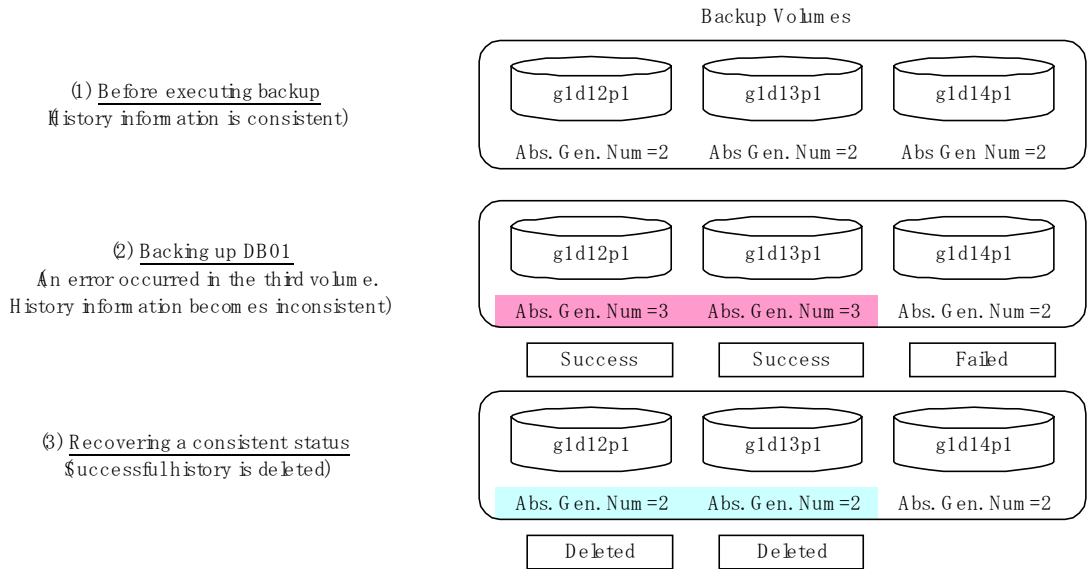 Backup Volumes
(1) Before executing backup
(History information is consistent)
g1d12p1 g1d13p1 g1d14p1
Abs. Gen. Num=2 Abs Gen. Num=2 Abs Gen Num=2
(2) Backing up DB01
(An error occurred in the third volume.
History information becomes inconsistent)
g1d12p1 g1d13p1 g1d14p1
Abs. Gen. Num=3 Abs. Gen. Num=3 Abs. Gen. Num=2
Success Success Failed
(3) Recovering a consistent status
(Successful history is deleted)
g1d12p1 g1d13p1 g1d14p1
Abs. Gen. Num=2 Abs. Gen. Num=2 Abs. Gen. Num=2
Deleted Deleted